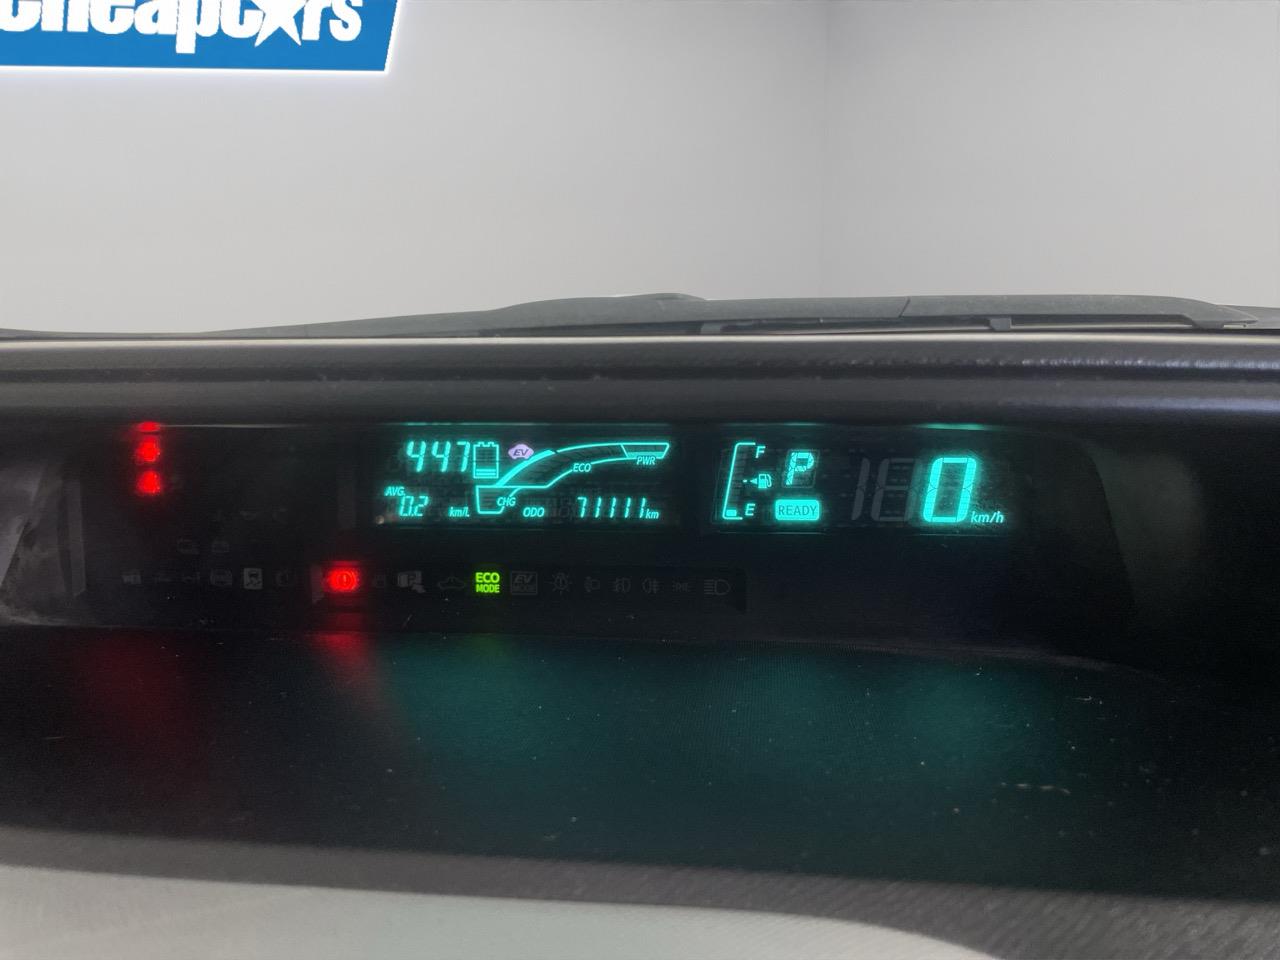 cheapcars
447
EV
ECO
PWR
AVG
0.2 km/L
CHG
ODO 71111 km
F
E
P
READY
0 km/h
ECO
MODE
EV
MODE